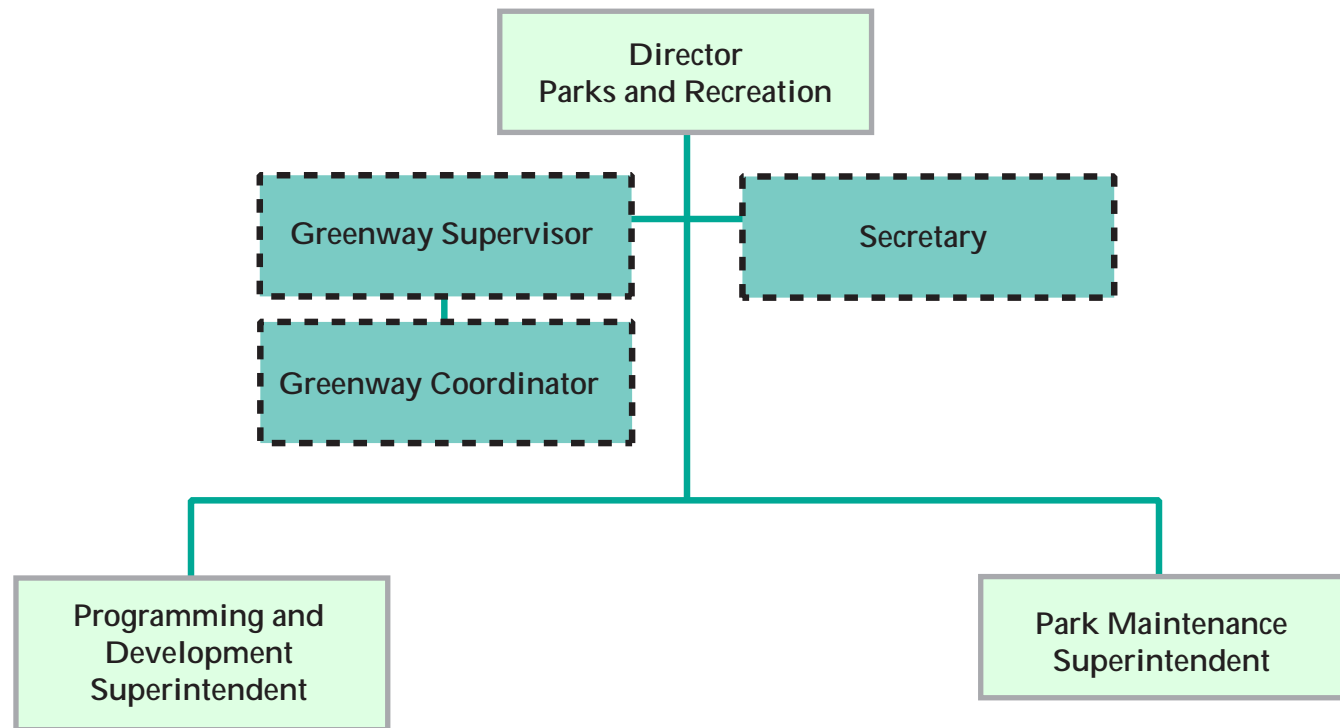 Director
Parks and Recreation
Greenway Supervisor
Secretary
Greenway Coordinator
Programming and
Development
Superintendent
Park Maintenance
Superintendent